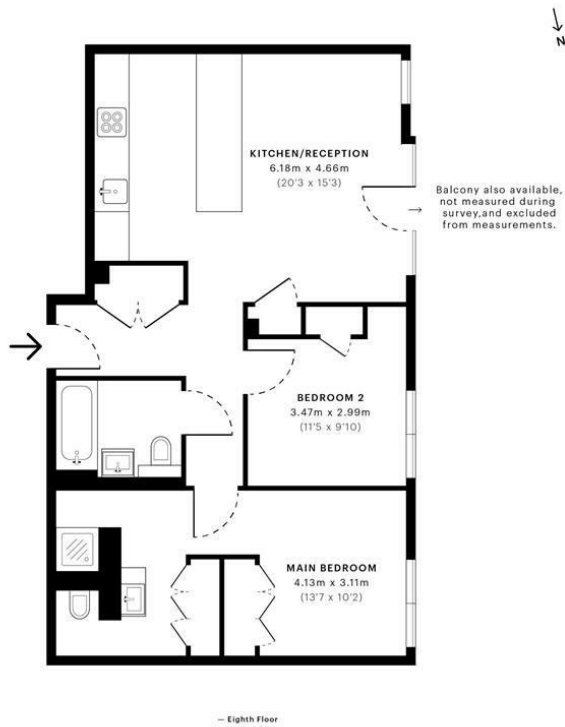 N
KITCHEN/RECEPTION
6.18m x 4.66m
(20'3 x 15'3)
Balcony also available,
not measured during
survey,and excluded
from measurements.
BEDROOM 2
3.47m x 2.99m
(11'5 x 9'10)
MAIN BEDROOM
4.13m x 3.11m
(13'7 x 10'2)
— Eighth Floor